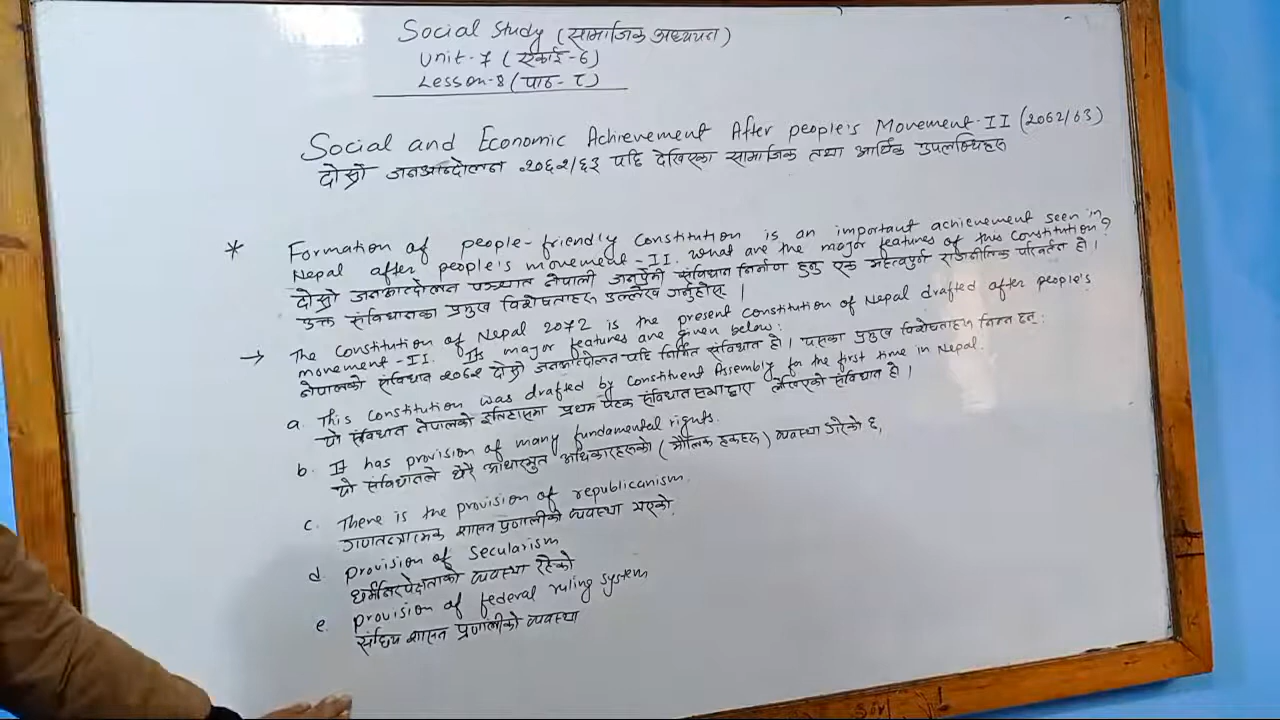 Social Study (सामाजिक अध्ययन)
Unit-7 (एकाई-6)
Lesson-8 (पाठ-८)
Social and Economic Achievement After people's Movement-II (2062/63)
दोस्रो जनआन्दोलन २०६२/६३ पछि देखिएका सामाजिक तथा आर्थिक उपलब्धिहरू
* Formation of people-friendly Constitution is an important achievement seen in
Nepal after people's movement-II. What are the major features of this Constitution?
दोस्रो जनआन्दोलन पश्चात नेपाली जनप्रेमी संविधान निर्माण हुनु एक महत्वपूर्ण राजनीतिक परिवर्तन हो।
उक्त संविधानका प्रमुख विशेषताहरू उल्लेख गर्नुहोस् ।
→ The Constitution of Nepal 2072 is the present Constitution of Nepal drafted after people's
movement-II. Its major features are given below:
नेपालको संविधान २०७२ दोस्रो जनआन्दोलन पछि निर्मित संविधान हो। यसका प्रमुख विशेषताहरू निम्न छन्:
a. This Constitution was drafted by Constituent Assembly for the first time in Nepal.
यो संविधान नेपालको इतिहासमा प्रथम पटक संविधान सभाद्वारा लेखिएको संविधान हो।
b. It has provision of many fundamental rights.
यो संविधानले धेरै आधारभुत अधिकारहरूको (मौलिक हकहरू) व्यवस्था गरेको छ,
c. There is the provision of republicanism.
गणतन्त्रात्मक शासन प्रणालीको व्यवस्था भएको.
d. provision of Secularism
धर्मनिरपेक्षताको व्यवस्था रहेको
e. provision of federal ruling system
संघिय शासन प्रणालीको व्यवस्था